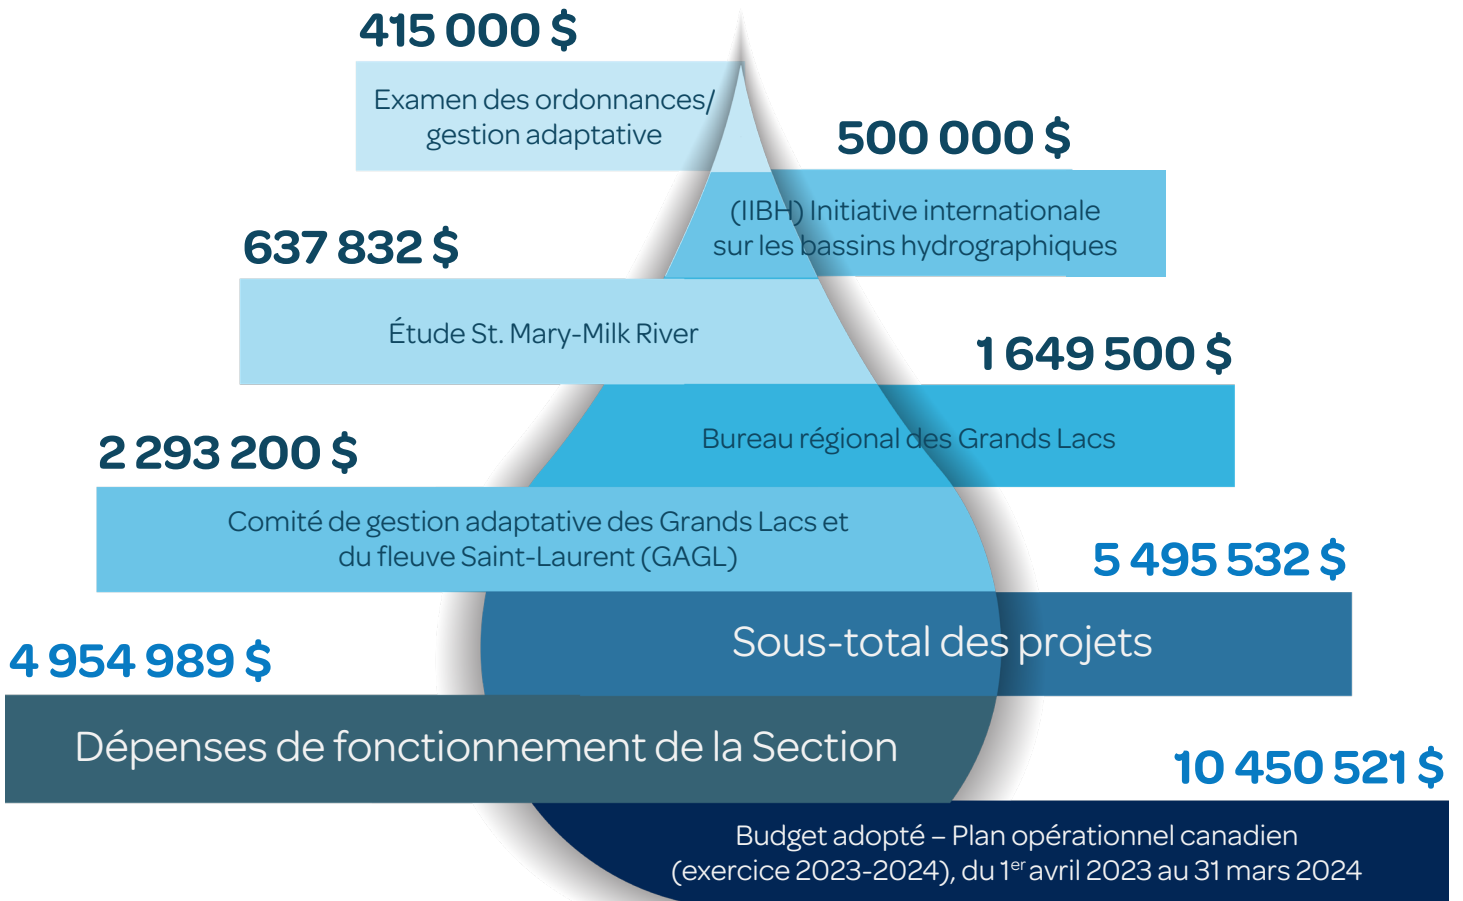 415 000 $
Examen des ordonnances/
gestion adaptative
500 000 $
(IIBH) Initiative internationale
sur les bassins hydrographiques
637 832 $
Étude St. Mary-Milk River
1 649 500 $
Bureau régional des Grands Lacs
2 293 200 $
Comité de gestion adaptative des Grands Lacs et
du fleuve Saint-Laurent (GAGL)
5 495 532 $
Sous-total des projets
4 954 989 $
Dépenses de fonctionnement de la Section
10 450 521 $
Budget adopté – Plan opérationnel canadien
(exercice 2023-2024), du 1er avril 2023 au 31 mars 2024